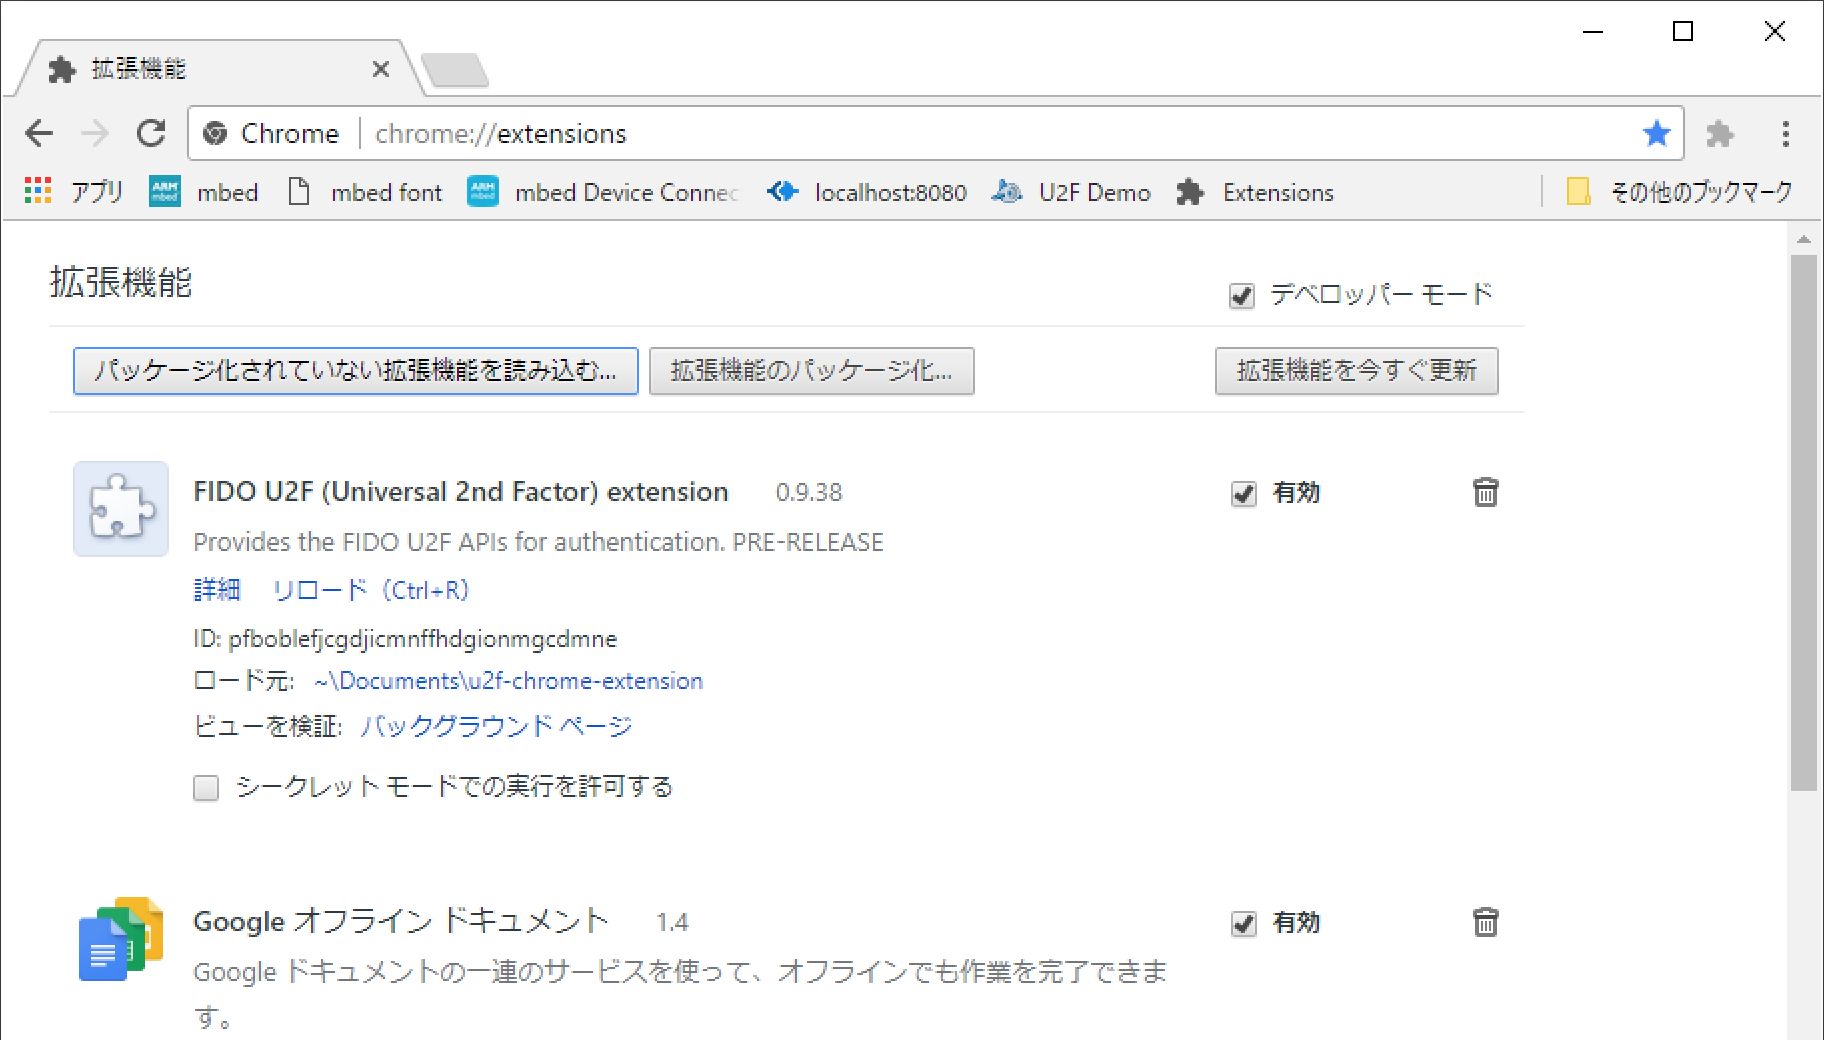 拡張機能
Chrome chrome://extensions
アプリ ARM mbed mbed mbed font ARM mbed mbed Device Connec localhost:8080 U2F Demo Extensions その他のブックマーク
拡張機能 デベロッパー モード
パッケージ化されていない拡張機能を読み込む... 拡張機能のパッケージ化... 拡張機能を今すぐ更新
FIDO U2F (Universal 2nd Factor) extension 0.9.38 有効
Provides the FIDO U2F APIs for authentication. PRE-RELEASE
詳細 リロード（Ctrl+R）
ID: pfboblefjcgdjicmnffhdgionmgcdmne
ロード元: ~\Documents\u2f-chrome-extension
ビューを検証: バックグラウンド ページ
シークレット モードでの実行を許可する
Google オフライン ドキュメント 1.4 有効
Google ドキュメントの一連のサービスを使って、オフラインでも作業を完了できま
す。